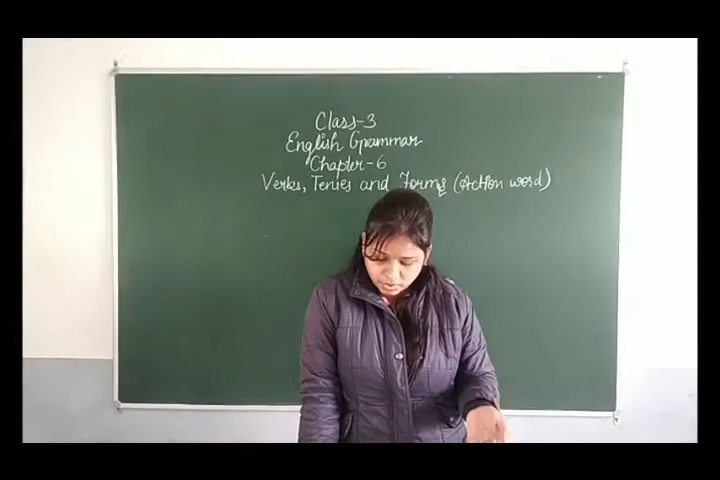 Class-3
English Grammar
Chapter-6
Verbs, Tenses and Forms (Action word)